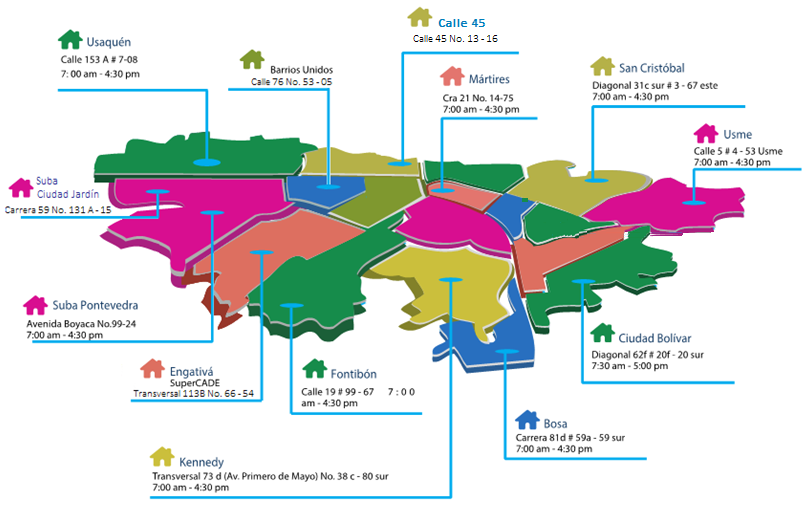 Usaquén
Calle 153 A # 7-08
7: 00 am - 4:30 pm
Barrios Unidos
Calle 76 No. 53 - 05
Calle 45
Calle 45 No. 13 - 16
Mártires
Cra 21 No. 14-75
7:00 am - 4:30 pm
San Cristóbal
Diagonal 31c sur # 3 - 67 este
7:00 am - 4:30 pm
Usme
Calle 5 # 4 - 53 Usme
7:00 am - 4:30 pm
Suba
Ciudad Jardín
Carrera 59 No. 131 A - 15
Suba Pontevedra
Avenida Boyaca No.99-24
7:00 am - 4:30 pm
Engativá
SuperCADE
Transversal 113B No. 66 - 54
Fontibón
Calle 19 # 99 - 67 7 : 0 0
am - 4:30 pm
Ciudad Bolívar
Diagonal 62f # 20f - 20 sur
7:30 am - 5:00 pm
Bosa
Carrera 81d # 59a - 59 sur
7:00 am - 4:30 pm
Kennedy
Transversal 73 d (Av. Primero de Mayo) No. 38 c - 80 sur
7:00 am - 4:30 pm